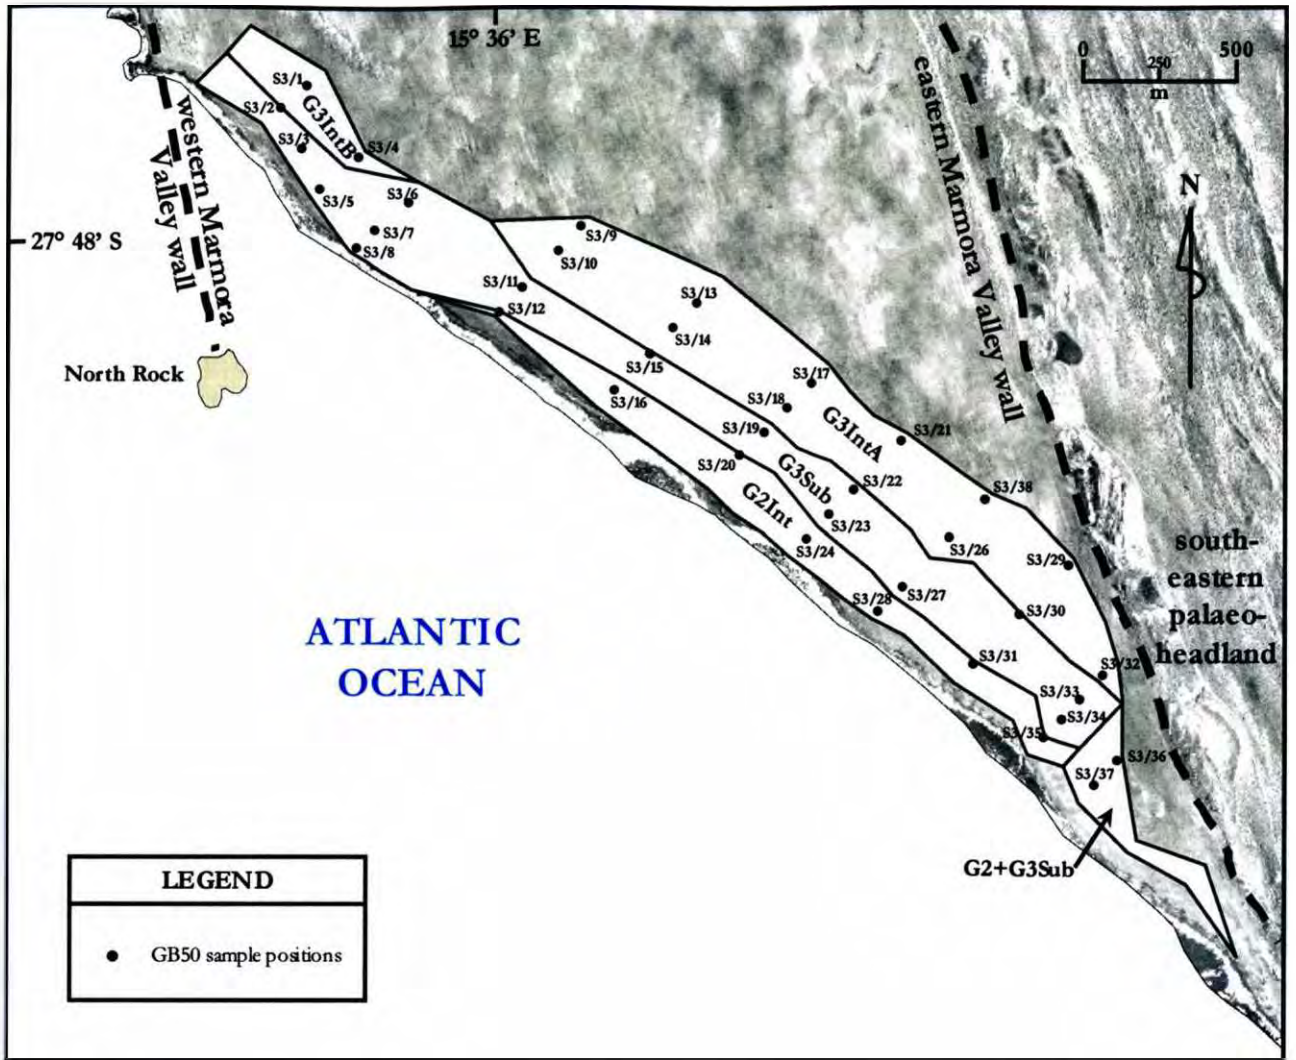 15° 36' E
0 250 500
m
S3/1
S3/2
G3IntB
S3/3
S3/4
western Marmora
Valley wall
eastern Marmora Valley wall
N
S3/5
S3/6
S3/7
S3/8
27° 48' S
S3/9
S3/10
S3/11
S3/12
S3/13
S3/14
S3/15
North Rock
S3/16
S3/17
S3/18
G3IntA
S3/19
S3/21
S3/20
G3Sub
S3/22
S3/38
G2Int
S3/23
S3/24
S3/26
south-
eastern
palaeo-
headland
S3/29
S3/27
S3/28
S3/30
ATLANTIC
OCEAN
S3/31
S3/32
S3/33
S3/34
S3/35
S3/36
S3/37
G2+G3Sub
LEGEND
GB50 sample positions